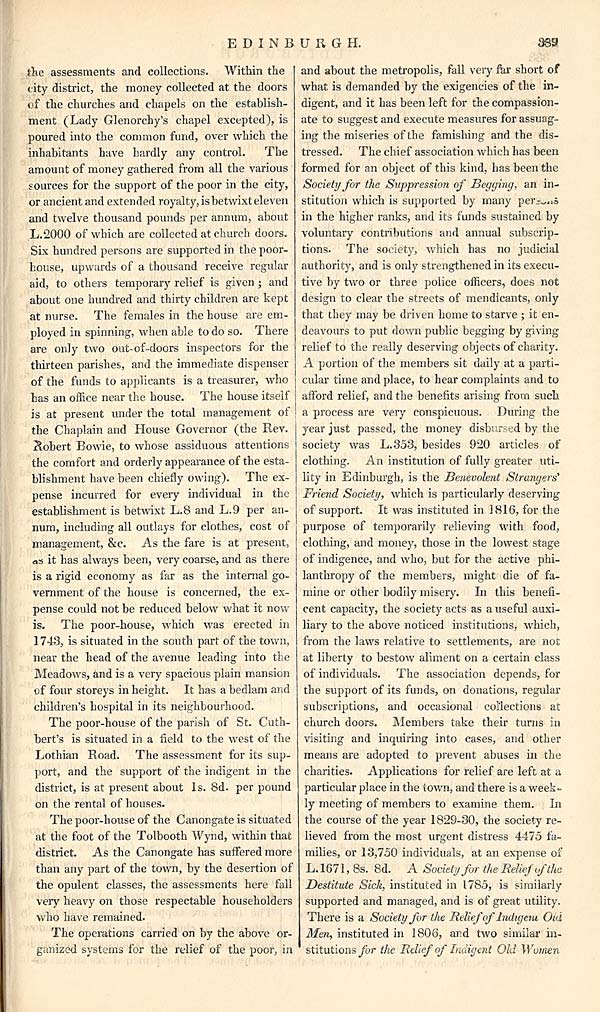 EDINBURGH.
389
the assessments and collections. Within the
city district, the money collected at the doors
of the churches and chapels on the establish-
ment (Lady Glenorchy's chapel excepted), is
poured into the common fund, over which the
inhabitants have hardly any control. The
amount of money gathered from all the various
sources for the support of the poor in the city,
or ancient and extended royalty, is betwixt eleven
and twelve thousand pounds per annum, about
L.2000 of which are collected at church doors.
Six hundred persons are supported in the poor-
house, upwards of a thousand receive regular
aid, to others temporary relief is given; and
about one hundred and thirty children are kept
at nurse. The females in the house are em-
ployed in spinning, when able to do so. There
are only two out-of-doors inspectors for the
thirteen parishes, and the immediate dispenser
of the funds to applicants is a treasurer, who
has an office near the house. The house itself
is at present under the total management of
the Chaplain and House Governor (the Rev.
Robert Bowie, to whose assiduous attentions
the comfort and orderly appearance of the esta-
blishment have been chiefly owing). The ex-
pense incurred for every individual in the
establishment is betwixt L.8 and L.9 per an-
num, including all outlays for clothes, cost of
management, &c. As the fare is at present,
as it has always been, very coarse, and as there
is a rigid economy as far as the internal go-
vernment of the house is concerned, the ex-
pense could not be reduced below what it now
is. The poor-house, which was erected in
1743, is situated in the south part of the town,
near the head of the avenue leading into the
Meadows, and is a very spacious plain mansion
of four storeys in height. It has a bedlam and
children's hospital in its neighbourhood.
The poor-house of the parish of St. Cuth-
bert's is situated in a field to the west of the
Lothian Road. The assessment for its sup-
port, and the support of the indigent in the
district, is at present about 1s. 8d. per pound
on the rental of houses.
The poor-house of the Canongate is situated
at the foot of the Tolbooth Wynd, within that
district. As the Canongate has suffered more
than any part of the town, by the desertion of
the opulent classes, the assessments here fall
very heavy on those respectable householders
who have remained.
The operations carried on by the above or-
ganized systems for the relief of the poor, in
and about the metropolis, fall very far short of
what is demanded by the exigencies of the in-
digent, and it has been left for the compassion-
ate to suggest and execute measures for assuag-
ing the miseries of the famishing and the dis-
tressed. The chief association which has been
formed for an object of this kind, has been the
Society for the Suppression of Begging, an in-
stitution which is supported by many persons
in the higher ranks, and its funds sustained by
voluntary contributions and annual subscrip-
tions. The society, which has no judicial
authority, and is only strengthened in its execu-
tive by two or three police officers, does not
design to clear the streets of mendicants, only
that they may be driven home to starve; it en-
deavours to put down public begging by giving
relief to the really deserving objects of charity.
A portion of the members sit daily at a parti-
cular time and place, to hear complaints and to
afford relief, and the benefits arising from such
a process are very conspicuous. During the
year just passed, the money disbursed by the
society was L.353, besides 920 articles of
clothing. An institution of fully greater uti-
lity in Edinburgh, is the Benevolent Strangers'
Friend Society, which is particularly deserving
of support. It was instituted in 1816, for the
purpose of temporarily relieving with food,
clothing, and money, those in the lowest stage
of indigence, and who, but for the active phi-
lanthropy of the members, might die of fa-
mine or other bodily misery. In this benefi-
cent capacity, the society acts as a useful auxi-
liary to the above noticed institutions, which,
from the laws relative to settlements, are not
at liberty to bestow aliment on a certain class
of individuals. The association depends, for
the support of its funds, on donations, regular
subscriptions, and occasional collections at
church doors. Members take their turns in
visiting and inquiring into cases, and other
means are adopted to prevent abuses in the
charities. Applications for relief are left at a
particular place in the town, and there is a week-
ly meeting of members to examine them. In
the course of the year 1829-30, the society re-
lieved from the most urgent distress 4475 fa-
milies, or 13,750 individuals, at an expense of
L.1671, 8s. 8d. A Society for the Relief of the
Destitute Sick, instituted in 1785, is similarly
supported and managed, and is of great utility.
There is a Society for the Relief of Indigent Old
Men, instituted in 1806, and two similar in-
stitutions for the Relief of Indigent Old Women